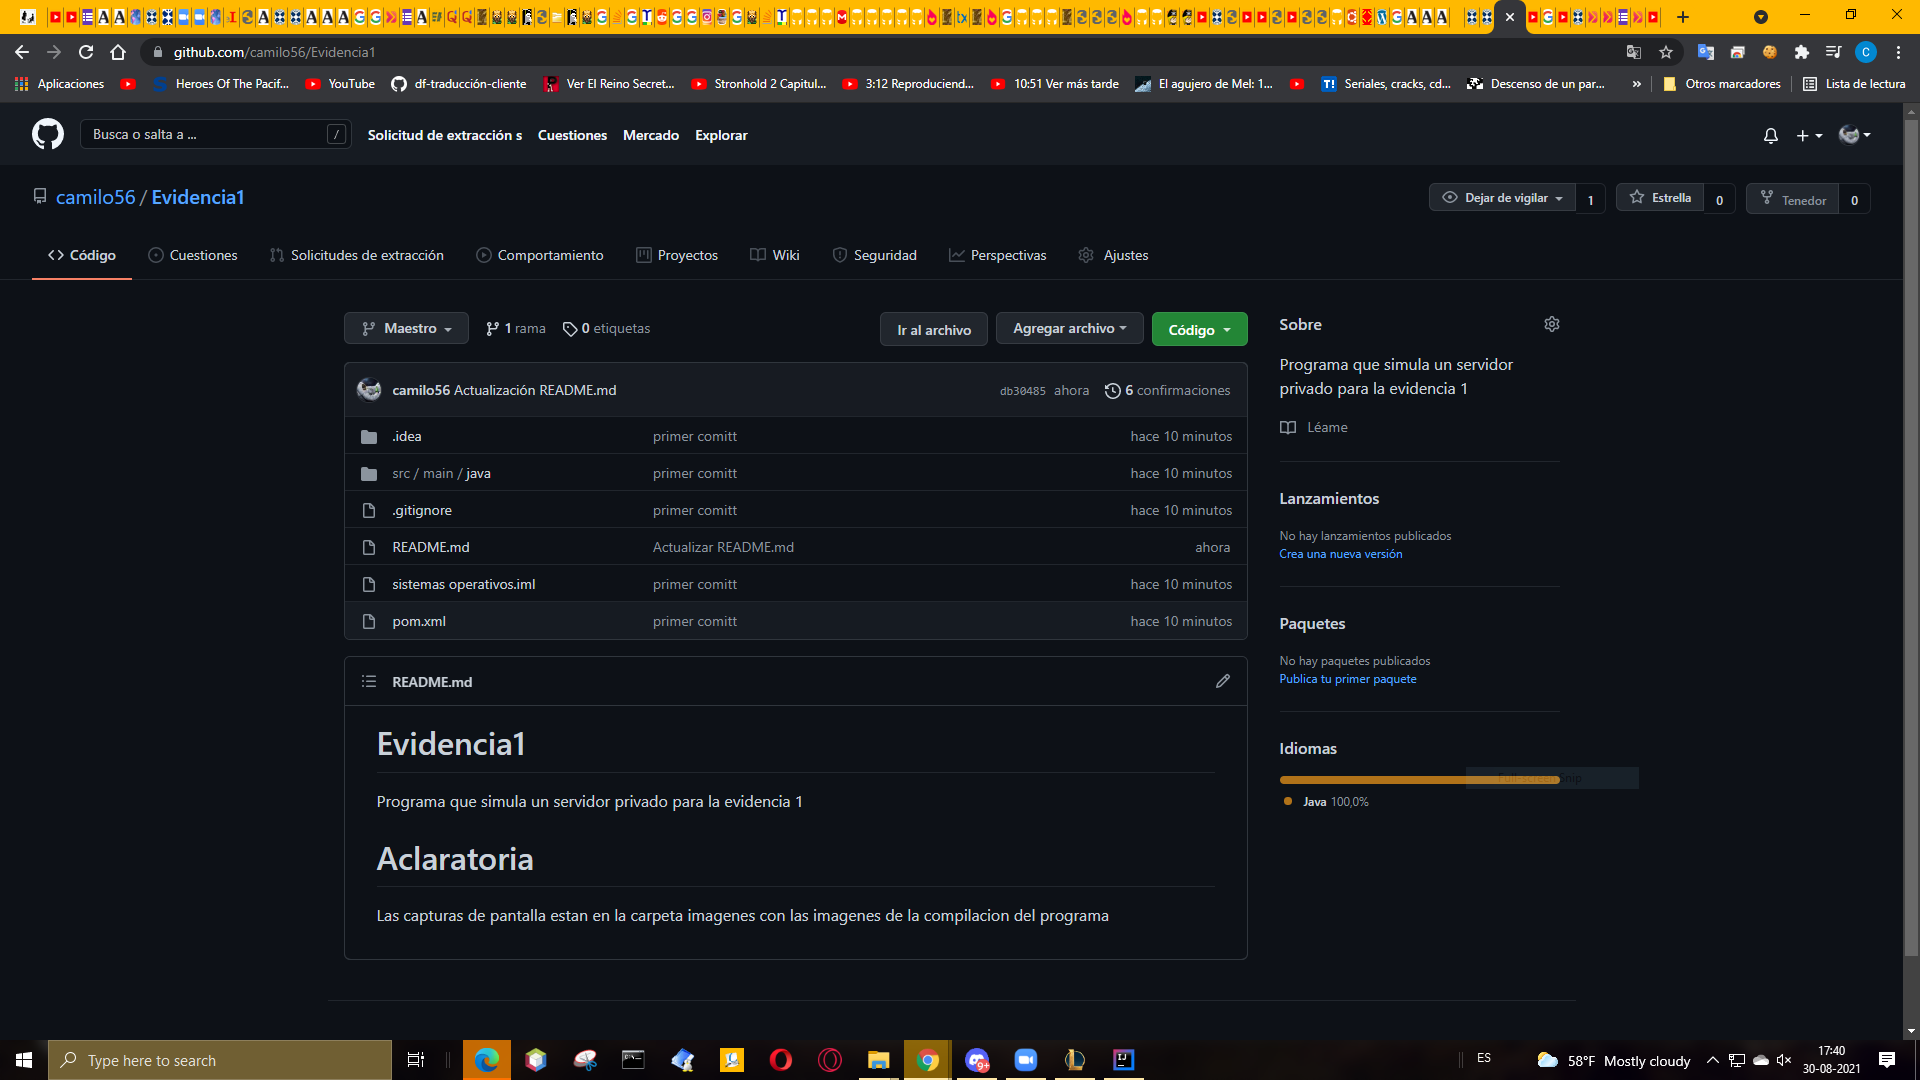 github.com/camilo56/Evidencia1
Aplicaciones
Heroes Of The Pacif...
YouTube
df-traducción-cliente
Ver El Reino Secret...
Stronhold 2 Capitul...
3:12 Reproduciend...
10:51 Ver más tarde
El agujero de Mel: 1...
Seriales, cracks, cd...
Descenso de un par...
»
Otros marcadores
Lista de lectura
Busca o salta a ...
/
Solicitud de extracción s
Cuestiones
Mercado
Explorar
camilo56 / Evidencia1
Dejar de vigilar 1
Estrella 0
Tenedor 0
Código
Cuestiones
Solicitudes de extracción
Comportamiento
Proyectos
Wiki
Seguridad
Perspectivas
Ajustes
Maestro
1 rama
0 etiquetas
Ir al archivo
Agregar archivo
Código
camilo56 Actualización README.md db30485 ahora 6 confirmaciones
.idea primer comitt hace 10 minutos
src / main / java primer comitt hace 10 minutos
.gitignore primer comitt hace 10 minutos
README.md Actualizar README.md ahora
sistemas operativos.iml primer comitt hace 10 minutos
pom.xml primer comitt hace 10 minutos
README.md
Evidencia1
Programa que simula un servidor privado para la evidencia 1
Aclaratoria
Las capturas de pantalla estan en la carpeta imagenes con las imagenes de la compilacion del programa
Sobre
Programa que simula un servidor
privado para la evidencia 1
Léame
Lanzamientos
No hay lanzamientos publicados
Crea una nueva versión
Paquetes
No hay paquetes publicados
Publica tu primer paquete
Idiomas
Full-screen Snip
Java 100,0%
Type here to search
ES
58°F Mostly cloudy
17:40
30-08-2021